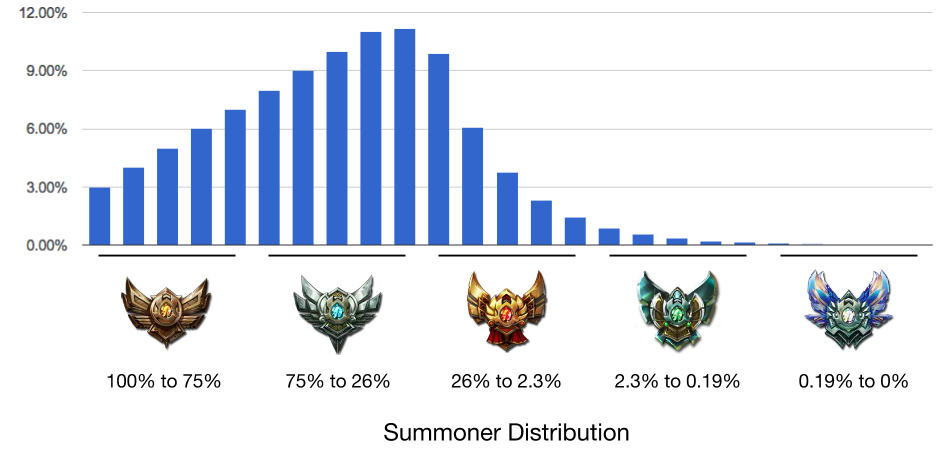 12.00%
9.00%
6.00%
3.00%
0.00%
100% to 75%
75% to 26%
26% to 2.3%
2.3% to 0.19%
0.19% to 0%
Summoner Distribution